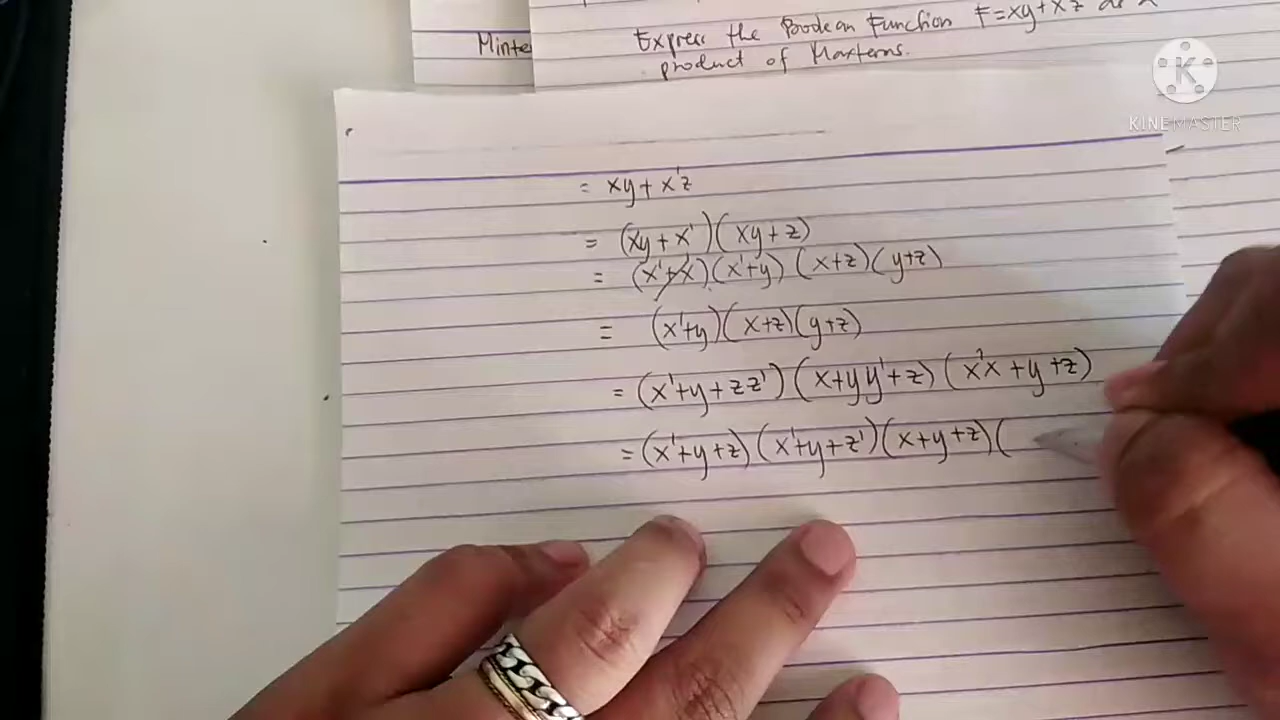 Express the Boolean Function F=xy+x'z as a
Minte
product of Maxterms.
K
KINEMASTER
= xy + x'z
= (xy + x')(xy + z)
= (x'+x)(x'+y)(x+z)(y+z)
= (x'+y)(x+z)(y+z)
= (x'+y+zz')(x+yy'+z)(x'x+y+z)
= (x'+y+z)(x'+y+z')(x+y+z)(